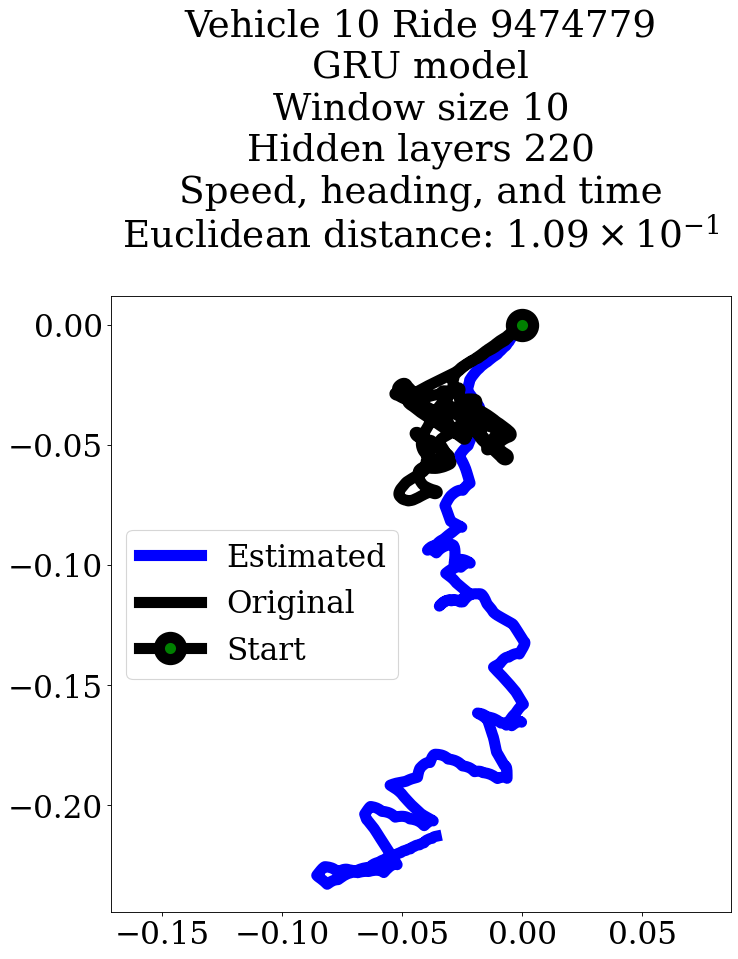 Vehicle 10 Ride 9474779
GRU model
Window size 10
Hidden layers 220
Speed, heading, and time
Euclidean distance: 1.09 × 10⁻¹
0.00
−0.05
−0.10
−0.15
−0.20
Estimated
Original
Start
−0.15 −0.10 −0.05 0.00 0.05